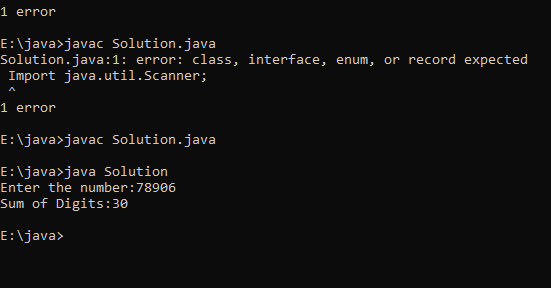 1 error
E:\java>javac Solution.java
Solution.java:1: error: class, interface, enum, or record expected
Import java.util.Scanner;
^
1 error
E:\java>javac Solution.java
E:\java>java Solution
Enter the number:78906
Sum of Digits:30
E:\java>